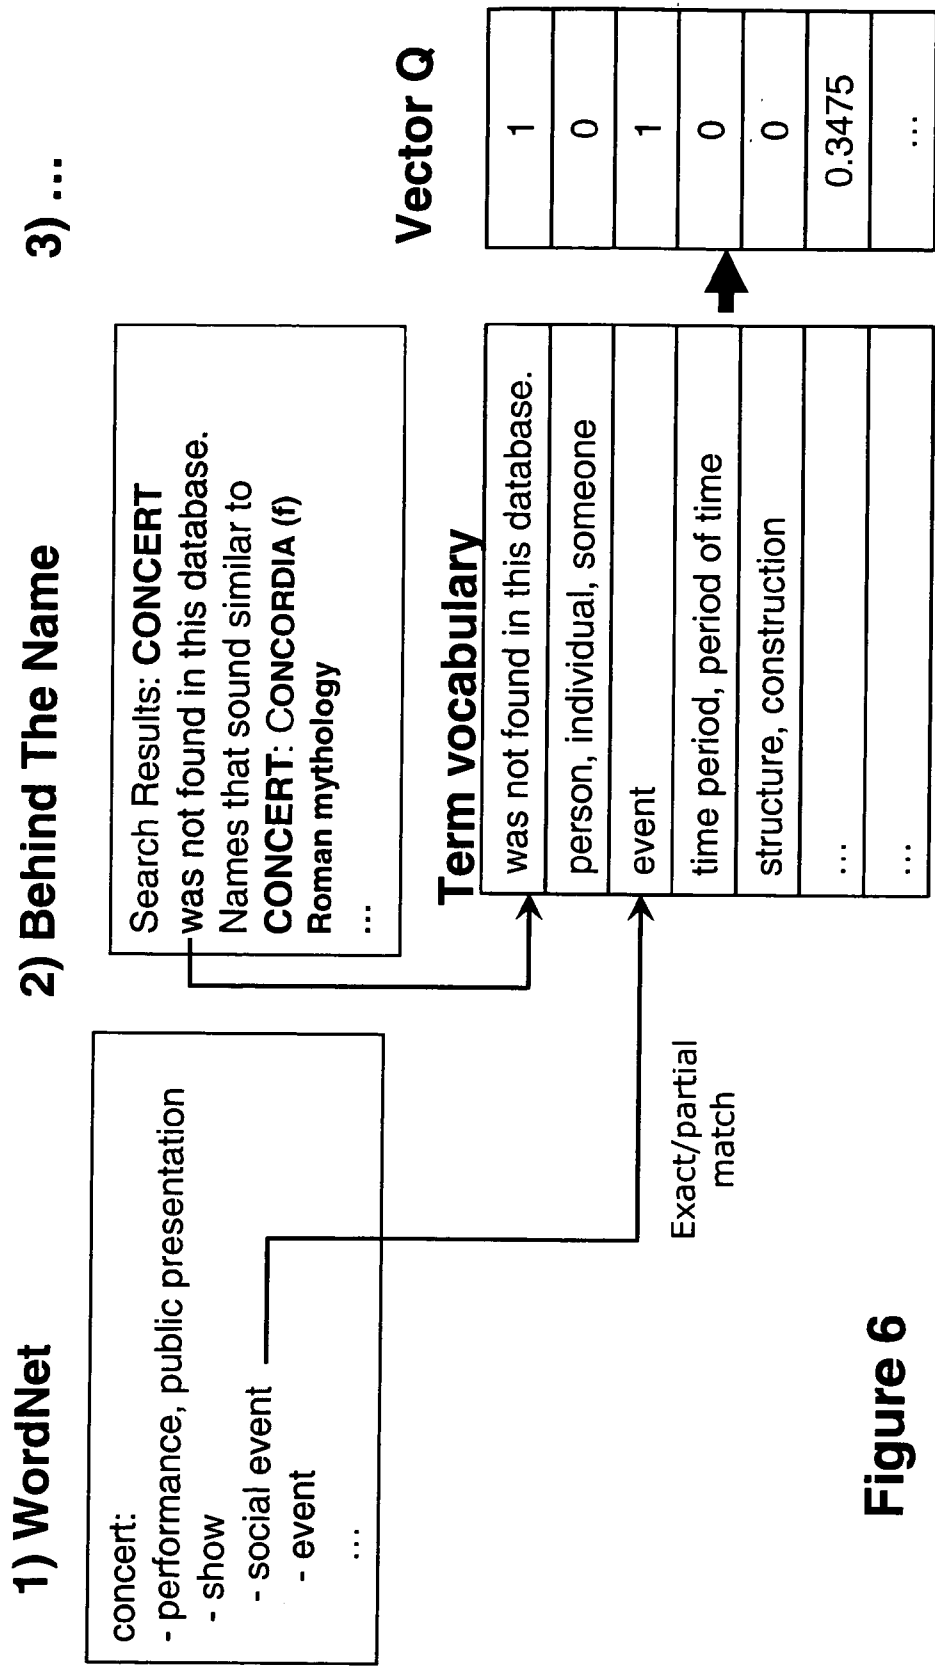 1) WordNet
concert:
- performance, public presentation
- show
- social event
- event
...
2) Behind The Name
Search Results: CONCERT
was not found in this database.
Names that sound similar to
CONCERT: CONCORDIA (f)
Roman mythology
...
3) ...
Exact/partial
match
Term vocabulary
was not found in this database.
person, individual, someone
event
time period, period of time
structure, construction
...
...
Vector Q
1
0
1
0
0
0.3475
...
Figure 6